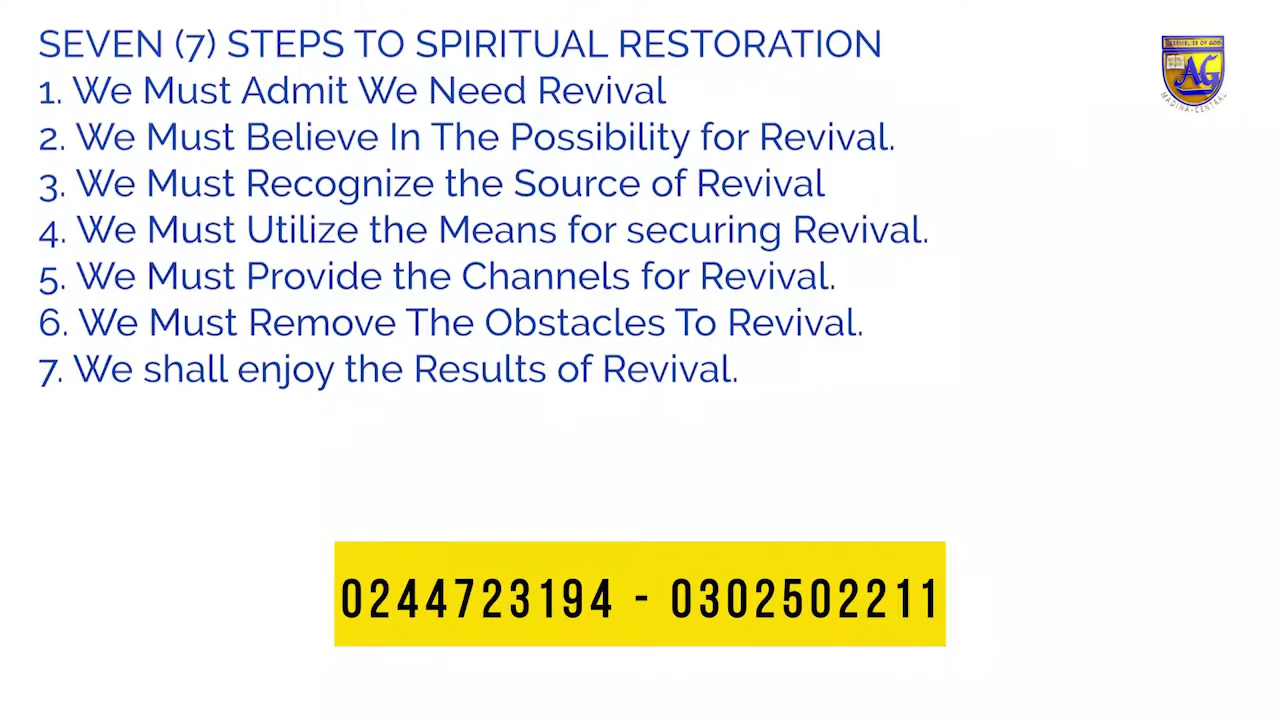 SEVEN (7) STEPS TO SPIRITUAL RESTORATION
1. We Must Admit We Need Revival
2. We Must Believe In The Possibility for Revival.
3. We Must Recognize the Source of Revival
4. We Must Utilize the Means for securing Revival.
5. We Must Provide the Channels for Revival.
6. We Must Remove The Obstacles To Revival.
7. We shall enjoy the Results of Revival.
AG
MADINA-CENTRAL
0244723194 - 0302502211